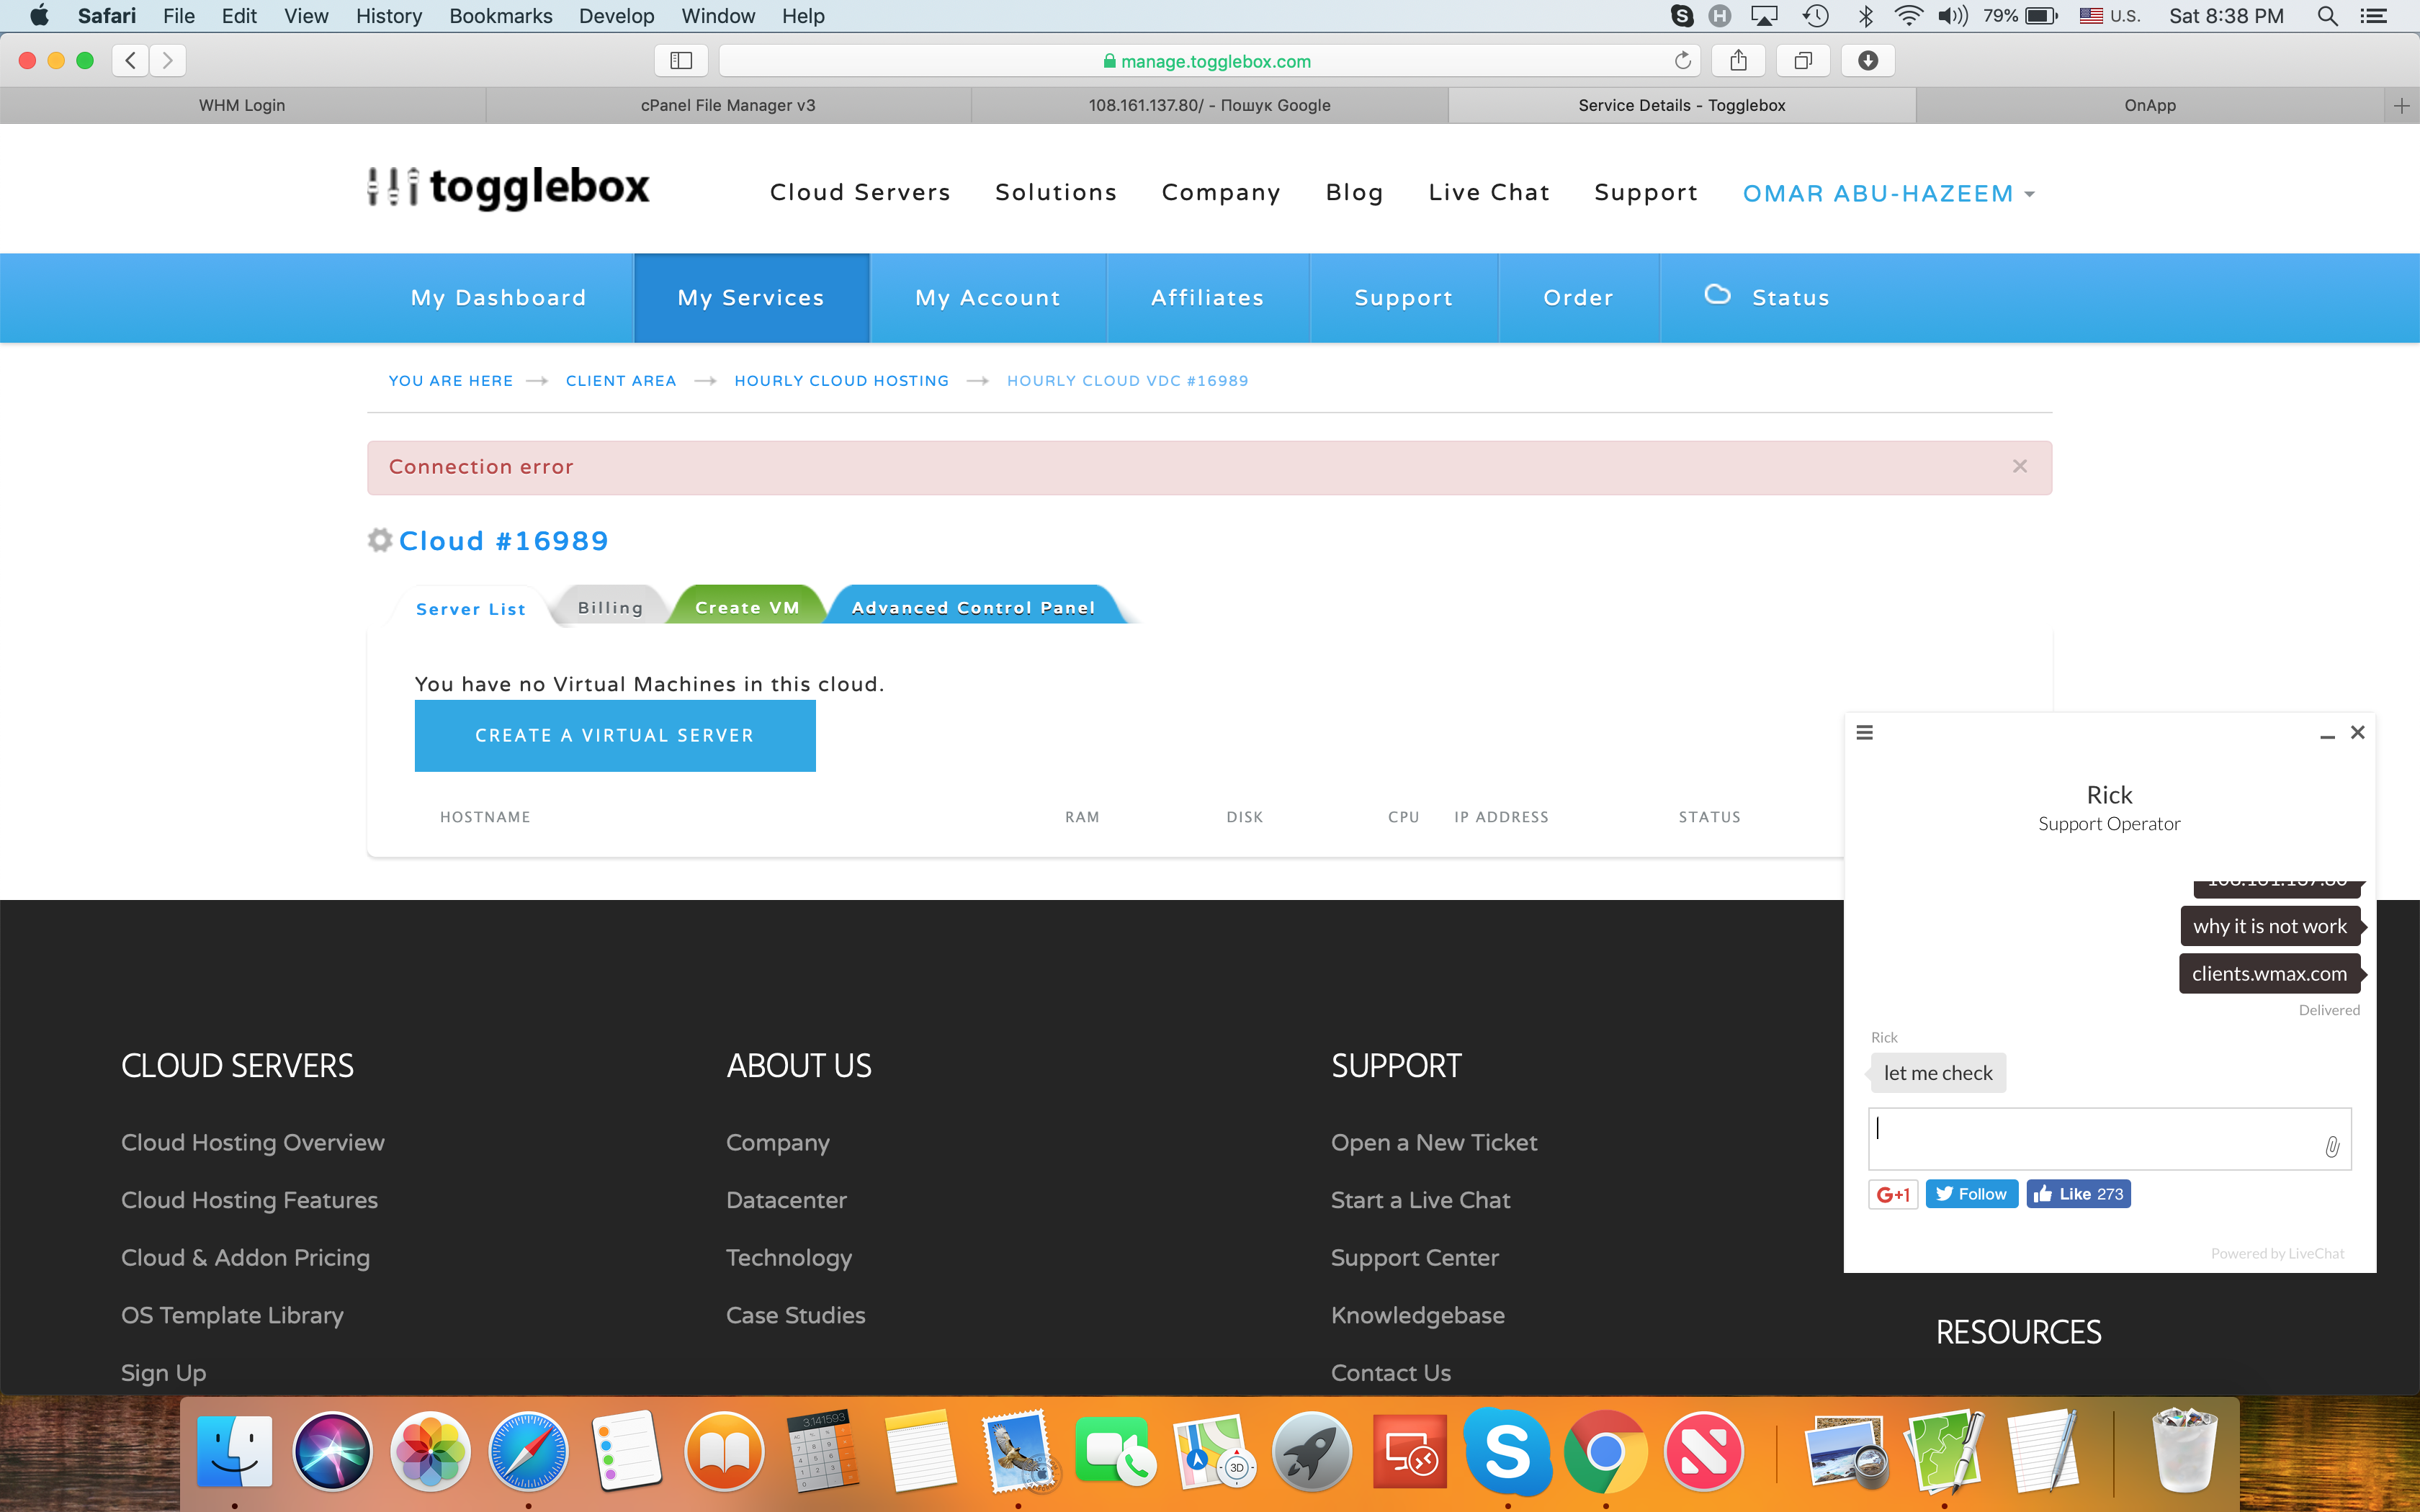 Safari File Edit View History Bookmarks Develop Window Help
79% U.S. Sat 8:38 PM
manage.togglebox.com
WHM Login
cPanel File Manager v3
108.161.137.80/ - Пошук Google
Service Details - Togglebox
OnApp
togglebox
Cloud Servers Solutions Company Blog Live Chat Support OMAR ABU-HAZEEM
My Dashboard My Services My Account Affiliates Support Order Status
YOU ARE HERE CLIENT AREA HOURLY CLOUD HOSTING HOURLY CLOUD VDC #16989
Connection error
Cloud #16989
Server List Billing Create VM Advanced Control Panel
You have no Virtual Machines in this cloud.
CREATE A VIRTUAL SERVER
HOSTNAME RAM DISK CPU IP ADDRESS STATUS
Rick
Support Operator
108.161.137.80
why it is not work
clients.wmax.com
Delivered
Rick
let me check
G+1 Follow Like 273
Powered by LiveChat
CLOUD SERVERS
Cloud Hosting Overview
Cloud Hosting Features
Cloud & Addon Pricing
OS Template Library
Sign Up
ABOUT US
Company
Datacenter
Technology
Case Studies
SUPPORT
Open a New Ticket
Start a Live Chat
Support Center
Knowledgebase
Contact Us
RESOURCES
3.141593
3D